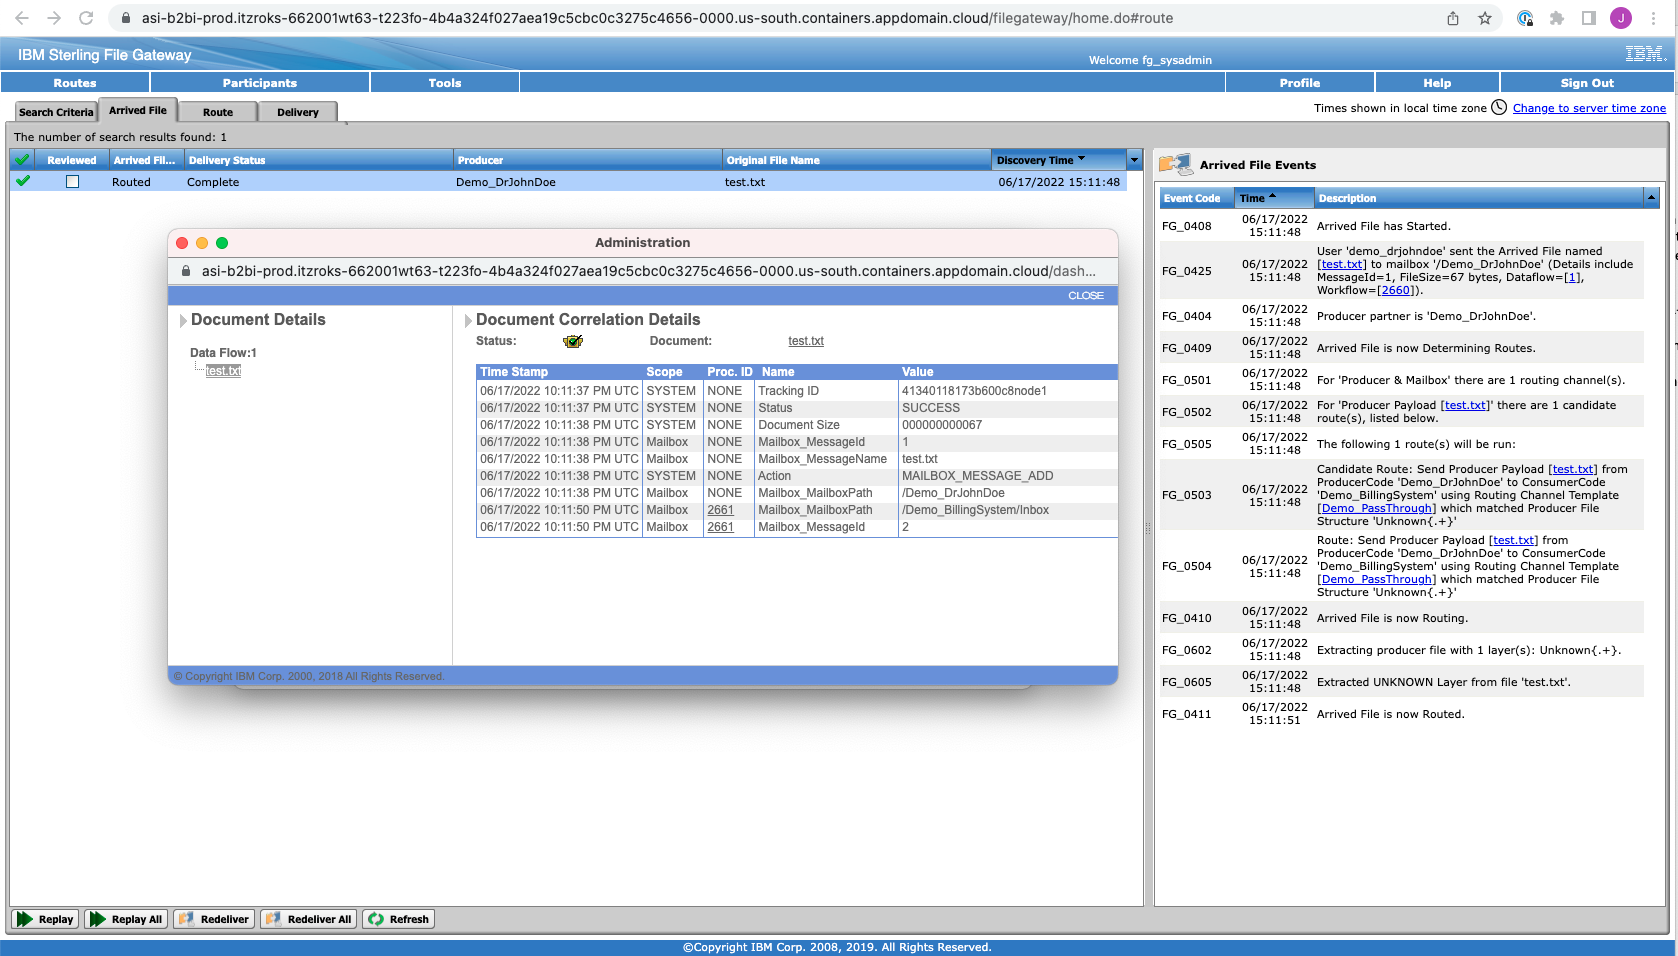 asi-b2bi-prod.itzroks-662001wt63-t223fo-4b4a324f027aea19c5cbc0c3275c4656-0000.us-south.containers.appdomain.cloud/filegateway/home.do#route
J
IBM Sterling File Gateway
Welcome fg_sysadmin
IBM.
Routes
Participants
Tools
Profile
Help
Sign Out
Search Criteria
Arrived File
Route
Delivery
Times shown in local time zone
Change to server time zone
The number of search results found: 1
Reviewed
Arrived Fil...
Delivery Status
Producer
Original File Name
Discovery Time
Routed
Complete
Demo_DrJohnDoe
test.txt
06/17/2022 15:11:48
Administration
asi-b2bi-prod.itzroks-662001wt63-t223fo-4b4a324f027aea19c5cbc0c3275c4656-0000.us-south.containers.appdomain.cloud/dash...
CLOSE
Document Details
Data Flow:1
test.txt
Document Correlation Details
Status:
Document:
test.txt
Time Stamp Scope Proc. ID Name Value
06/17/2022 10:11:37 PM UTC SYSTEM NONE Tracking ID 41340118173b600c8node1
06/17/2022 10:11:37 PM UTC SYSTEM NONE Status SUCCESS
06/17/2022 10:11:38 PM UTC SYSTEM NONE Document Size 000000000067
06/17/2022 10:11:38 PM UTC Mailbox NONE Mailbox_MessageId 1
06/17/2022 10:11:38 PM UTC Mailbox NONE Mailbox_MessageName test.txt
06/17/2022 10:11:38 PM UTC SYSTEM NONE Action MAILBOX_MESSAGE_ADD
06/17/2022 10:11:38 PM UTC Mailbox NONE Mailbox_MailboxPath /Demo_DrJohnDoe
06/17/2022 10:11:50 PM UTC Mailbox 2661 Mailbox_MailboxPath /Demo_BillingSystem/Inbox
06/17/2022 10:11:50 PM UTC Mailbox 2661 Mailbox_MessageId 2
© Copyright IBM Corp. 2000, 2018 All Rights Reserved.
Arrived File Events
Event Code
Time
Description
FG_0408
06/17/2022
15:11:48
Arrived File has Started.
FG_0425
06/17/2022
15:11:48
User 'demo_drjohndoe' sent the Arrived File named
[test.txt] to mailbox '/Demo_DrJohnDoe' (Details include
MessageId=1, FileSize=67 bytes, Dataflow=[1],
Workflow=[2660]).
FG_0404
06/17/2022
15:11:48
Producer partner is 'Demo_DrJohnDoe'.
FG_0409
06/17/2022
15:11:48
Arrived File is now Determining Routes.
FG_0501
06/17/2022
15:11:48
For 'Producer & Mailbox' there are 1 routing channel(s).
FG_0502
06/17/2022
15:11:48
For 'Producer Payload [test.txt]' there are 1 candidate
route(s), listed below.
FG_0505
06/17/2022
15:11:48
The following 1 route(s) will be run:
FG_0503
06/17/2022
15:11:48
Candidate Route: Send Producer Payload [test.txt] from
ProducerCode 'Demo_DrJohnDoe' to ConsumerCode
'Demo_BillingSystem' using Routing Channel Template
[Demo_PassThrough] which matched Producer File
Structure 'Unknown{.+}'
FG_0504
06/17/2022
15:11:48
Route: Send Producer Payload [test.txt] from
ProducerCode 'Demo_DrJohnDoe' to ConsumerCode
'Demo_BillingSystem' using Routing Channel Template
[Demo_PassThrough] which matched Producer File
Structure 'Unknown{.+}'
FG_0410
06/17/2022
15:11:48
Arrived File is now Routing.
FG_0602
06/17/2022
15:11:48
Extracting producer file with 1 layer(s): Unknown{.+}.
FG_0605
06/17/2022
15:11:48
Extracted UNKNOWN Layer from file 'test.txt'.
FG_0411
06/17/2022
15:11:51
Arrived File is now Routed.
Replay
Replay All
Redeliver
Redeliver All
Refresh
©Copyright IBM Corp. 2008, 2019. All Rights Reserved.